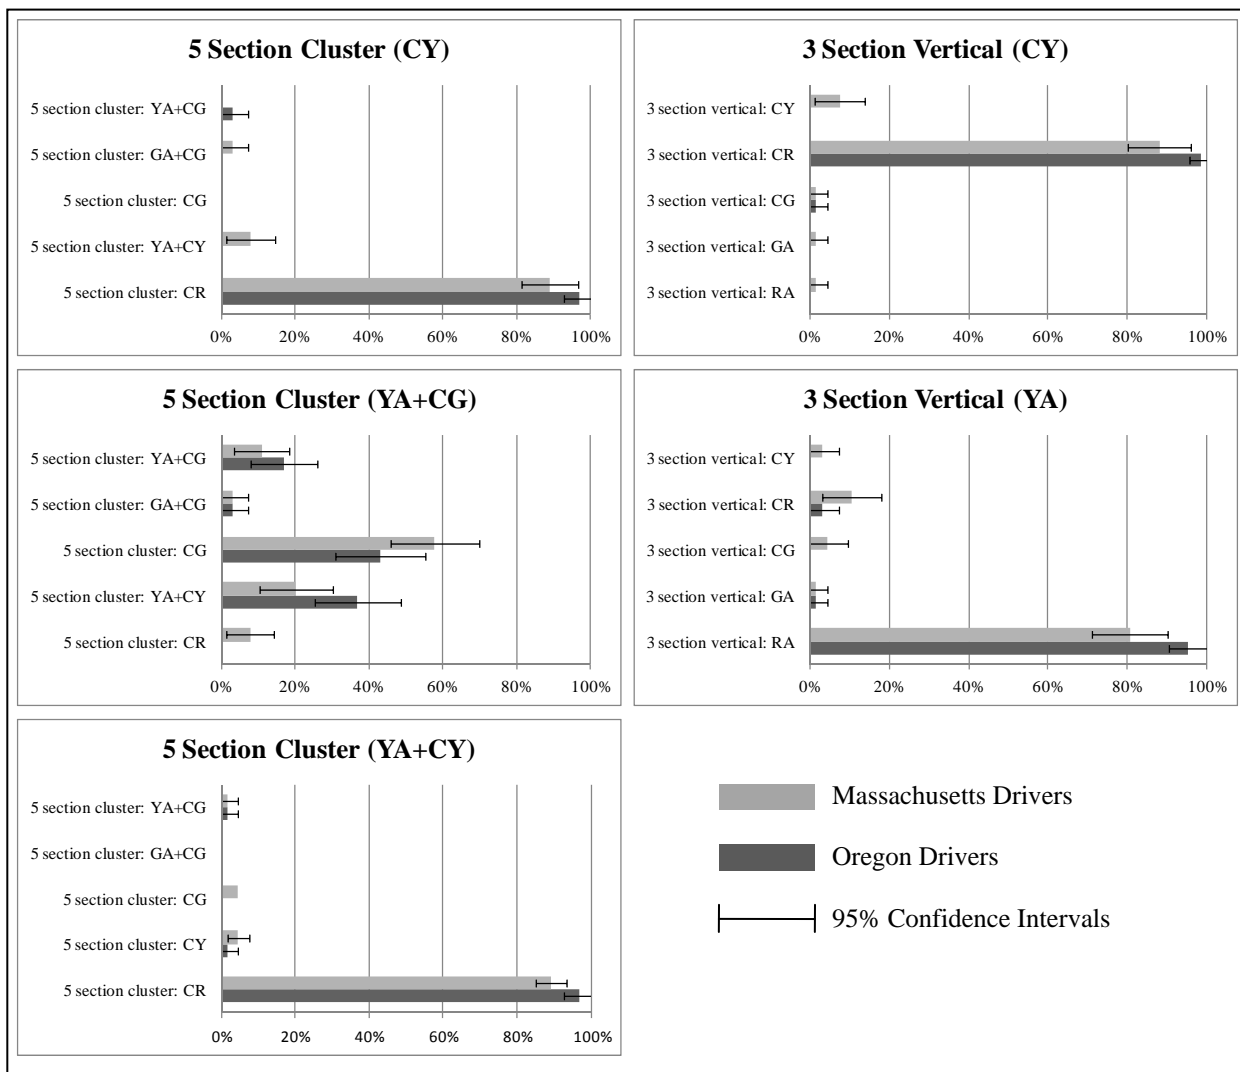 5 Section Cluster (CY)
5 section cluster: YA+CG
5 section cluster: GA+CG
5 section cluster: CG
5 section cluster: YA+CY
5 section cluster: CR
0% 20% 40% 60% 80% 100%
3 Section Vertical (CY)
3 section vertical: CY
3 section vertical: CR
3 section vertical: CG
3 section vertical: GA
3 section vertical: RA
0% 20% 40% 60% 80% 100%
5 Section Cluster (YA+CG)
5 section cluster: YA+CG
5 section cluster: GA+CG
5 section cluster: CG
5 section cluster: YA+CY
5 section cluster: CR
0% 20% 40% 60% 80% 100%
3 Section Vertical (YA)
3 section vertical: CY
3 section vertical: CR
3 section vertical: CG
3 section vertical: GA
3 section vertical: RA
0% 20% 40% 60% 80% 100%
5 Section Cluster (YA+CY)
5 section cluster: YA+CG
5 section cluster: GA+CG
5 section cluster: CG
5 section cluster: CY
5 section cluster: CR
0% 20% 40% 60% 80% 100%
Massachusetts Drivers
Oregon Drivers
95% Confidence Intervals